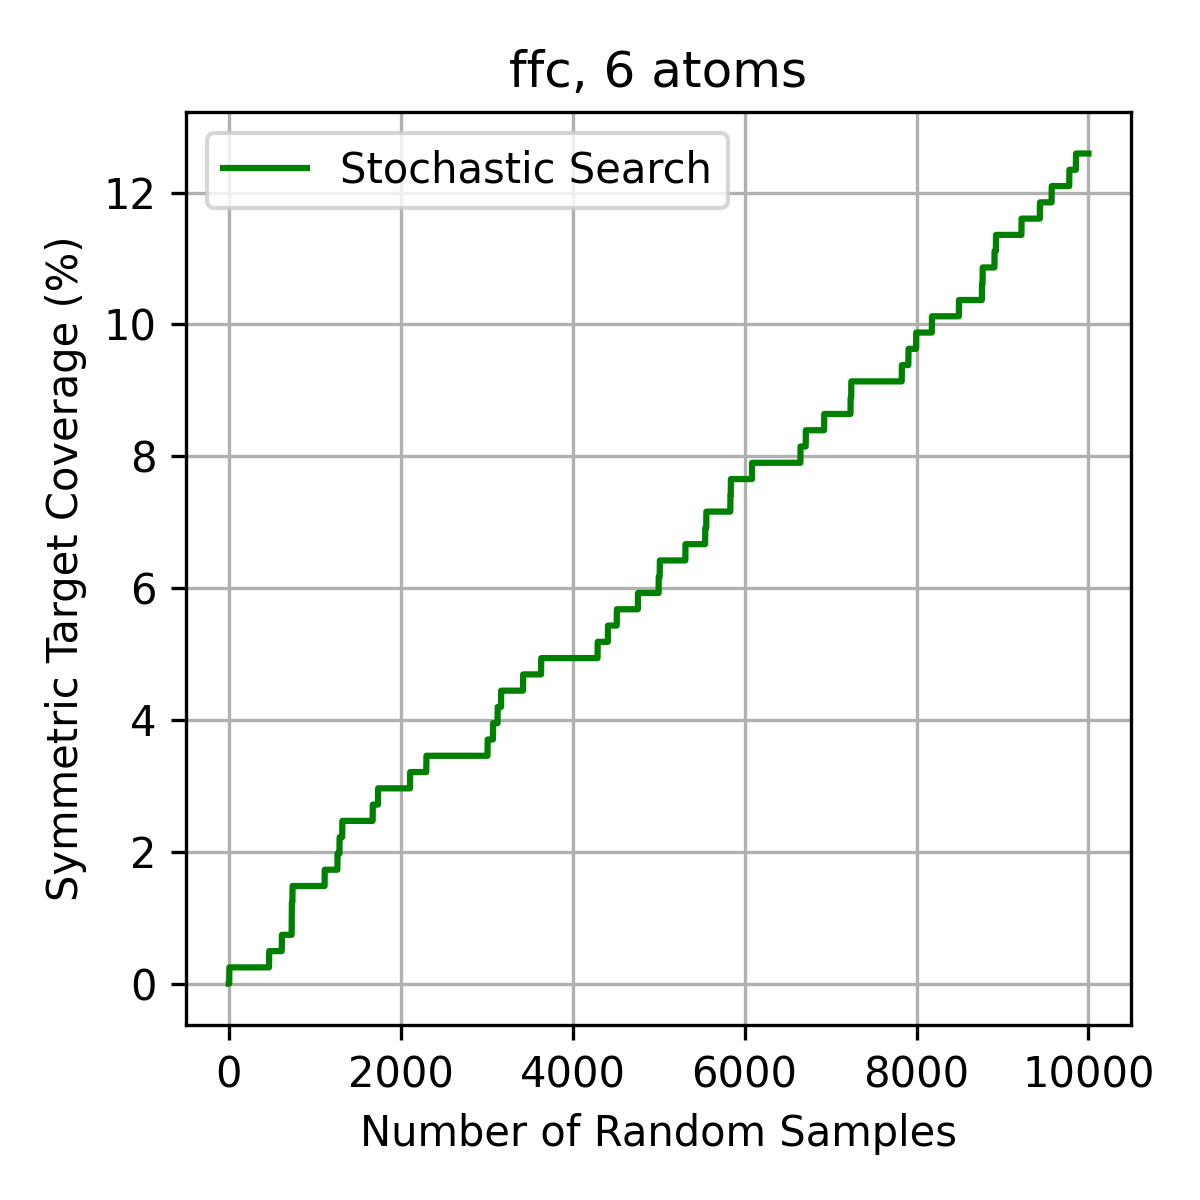 ffc, 6 atoms
Stochastic Search
Symmetric Target Coverage (%)
12
10
8
6
4
2
0
0 2000 4000 6000 8000 10000
Number of Random Samples